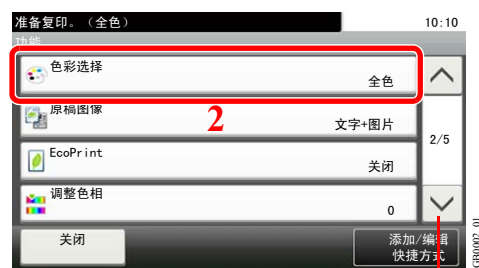 准备复印。（全色）
10:10
功能
色彩选择
全色
原稿图像
2
文字+图片
2/5
EcoPrint
关闭
调整色相
0
关闭
添加/编辑
快捷方式
GB0002_01